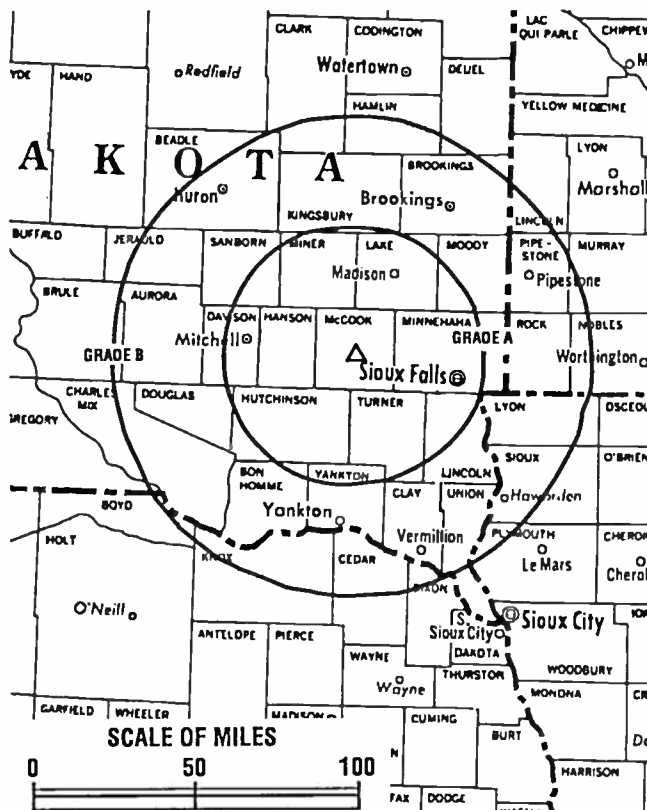 LAC
QUI PARLE
CLARK
CODINGTON
CHIPPEW
HAND
Redfield
Watertown
DEUEL
HAMLIN
YELLOW MEDICINE
BEADLE
LYON
A K O T A
BROOKINGS
Marshall
Huron
Brookings
KINGSBURY
LINCOLN
BUFFALO
JERAULD
SANBORN
MINER
LAKE
MOODY
PIPE-
STONE
MURRAY
Madison
Pipestone
BRULE
AURORA
DAVISON
HANSON
McCOOK
MINNEHAHA
ROCK
NOBLES
Mitchell
GRADE A
GRADE B
Worthington
Sioux Falls
CHARLES
MIX
DOUGLAS
HUTCHINSON
TURNER
LYON
OSCEOL
GREGORY
SIOUX
O'BRIEN
BON
HOMME
YANKTON
LINCOLN
CLAY
UNION
Hawarden
BOYD
Yankton
Vermillion
PLYMOUTH
CHEROK
HOLT
KNOX
CEDAR
Le Mars
Cherok
DIXON
O'Neill
Sioux City
S.
Sioux City
ANTELOPE
PIERCE
WAYNE
DAKOTA
WOODBURY
THURSTON
Wayne
MONONA
GARFIELD
WHEELER
MADISON
CUMING
BURT
SCALE OF MILES
HARRISON
0 50 100
FAX
DODGE